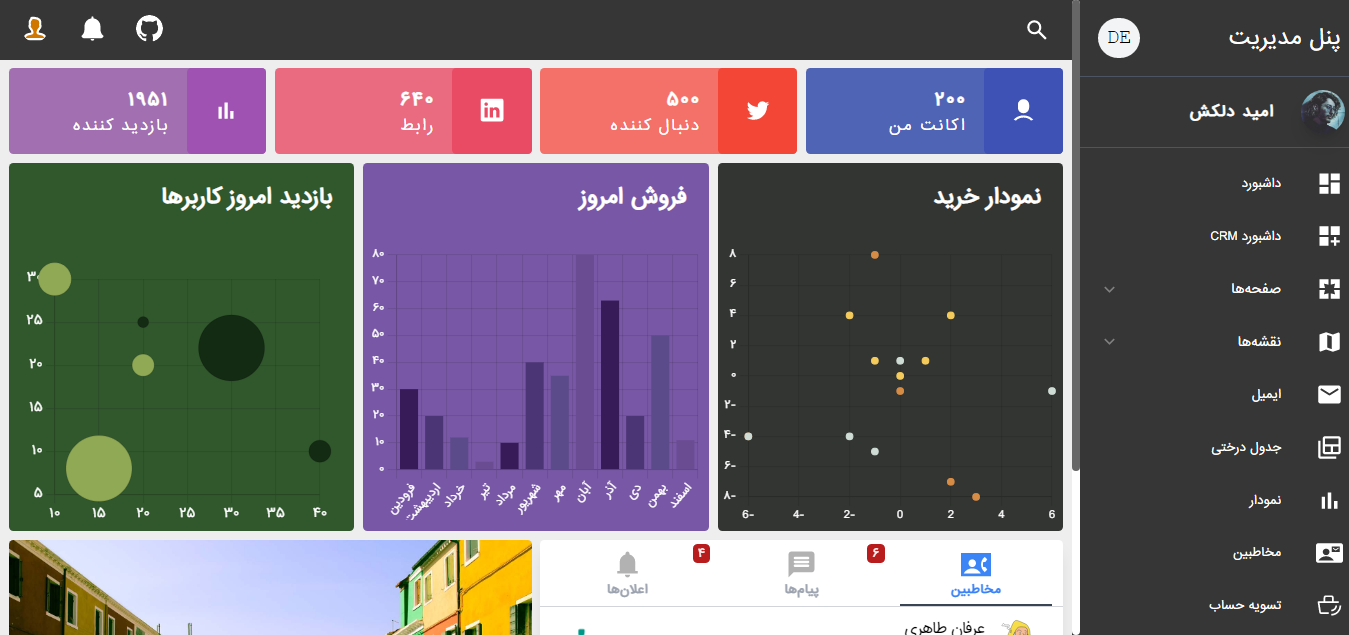 پنل مدیریت
DE
امید دلکش
داشبورد
داشبورد CRM
صفحه‌ها
نقشه‌ها
ایمیل
جدول درختی
نمودار
مخاطبین
تسویه حساب
۲۰۰
اکانت من
۵۰۰
دنبال کننده
۶۴۰
رابط
in
۱۹۵۱
بازدید کننده
نمودار خرید
۸
۶
۴
۲
۰
۲-
۴-
۶-
۸-
6-
4-
2-
0
2
4
6
فروش امروز
۸۰
۷۰
۶۰
۵۰
۴۰
۳۰
۲۰
۱۰
۰
فرودین
اردیبهشت
خرداد
تیر
مرداد
شهریور
مهر
آبان
آذر
دی
بهمن
اسفند
بازدید امروز کاربرها
۳۰
۲۵
۲۰
۱۵
۱۰
۵
۱۰
۱۵
۲۰
۲۵
۳۰
۳۵
۴۰
مخاطبین
۶
پیام‌ها
۴
اعلان‌ها
عرفان طاهری